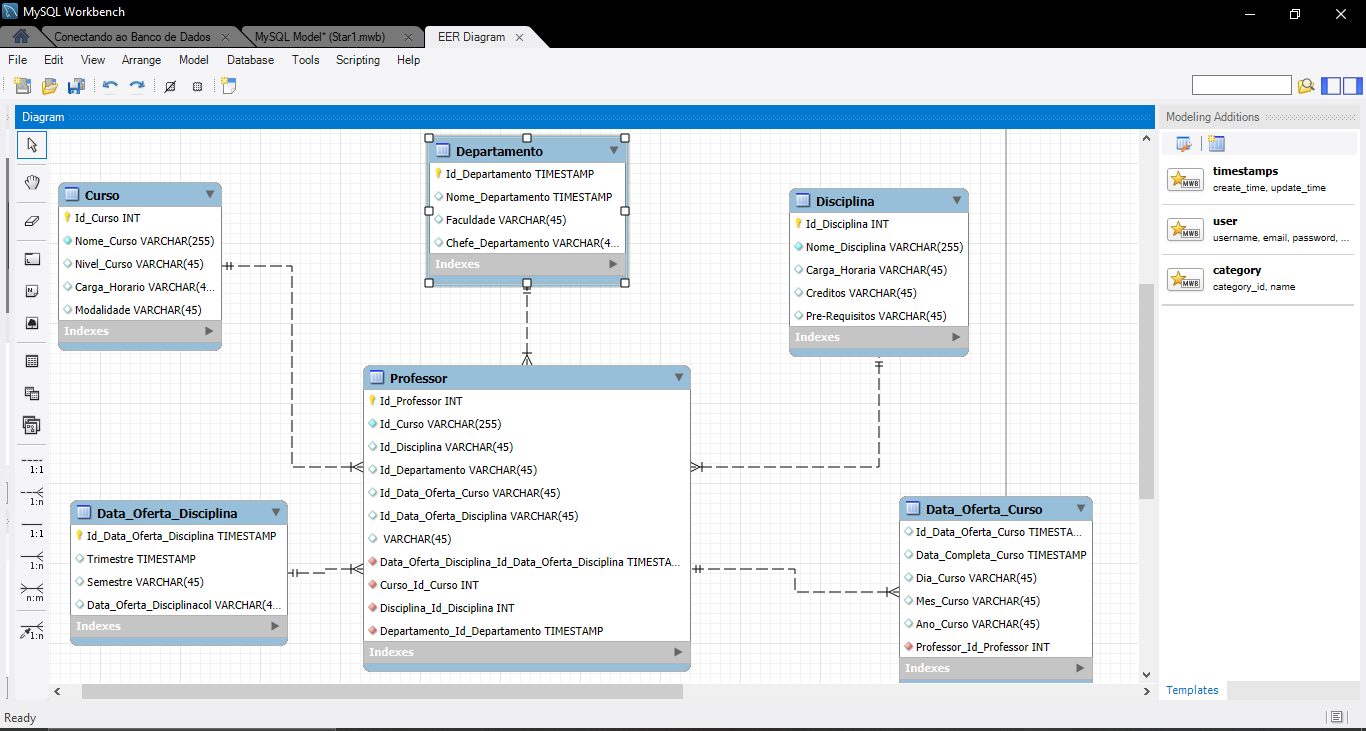 MySQL Workbench
Conectando ao Banco de Dados
MySQL Model* (Star1.mwb)
EER Diagram
File Edit View Arrange Model Database Tools Scripting Help
Diagram
Modeling Additions
Departamento
Id_Departamento TIMESTAMP
Nome_Departamento TIMESTAMP
Faculdade VARCHAR(45)
Chefe_Departamento VARCHAR(4...
Indexes
Curso
Id_Curso INT
Nome_Curso VARCHAR(255)
Nivel_Curso VARCHAR(45)
Carga_Horario VARCHAR(4...
Modalidade VARCHAR(45)
Indexes
Disciplina
Id_Disciplina INT
Nome_Disciplina VARCHAR(255)
Carga_Horaria VARCHAR(45)
Creditos VARCHAR(45)
Pre-Requisitos VARCHAR(45)
Indexes
Professor
Id_Professor INT
Id_Curso VARCHAR(255)
Id_Disciplina VARCHAR(45)
Id_Departamento VARCHAR(45)
Id_Data_Oferta_Curso VARCHAR(45)
Id_Data_Oferta_Disciplina VARCHAR(45)
VARCHAR(45)
Data_Oferta_Disciplina_Id_Data_Oferta_Disciplina TIMESTA...
Curso_Id_Curso INT
Disciplina_Id_Disciplina INT
Departamento_Id_Departamento TIMESTAMP
Indexes
Data_Oferta_Disciplina
Id_Data_Oferta_Disciplina TIMESTAMP
Trimestre TIMESTAMP
Semestre VARCHAR(45)
Data_Oferta_Disciplinacol VARCHAR(4...
Indexes
Data_Oferta_Curso
Id_Data_Oferta_Curso TIMESTA...
Data_Completa_Curso TIMESTAMP
Dia_Curso VARCHAR(45)
Mes_Curso VARCHAR(45)
Ano_Curso VARCHAR(45)
Professor_Id_Professor INT
Indexes
1:1
1:n
1:1
1:n
n:m
1:n
timestamps
create_time, update_time
user
username, email, password, ...
category
category_id, name
MWB
MWB
MWB
Templates
Ready